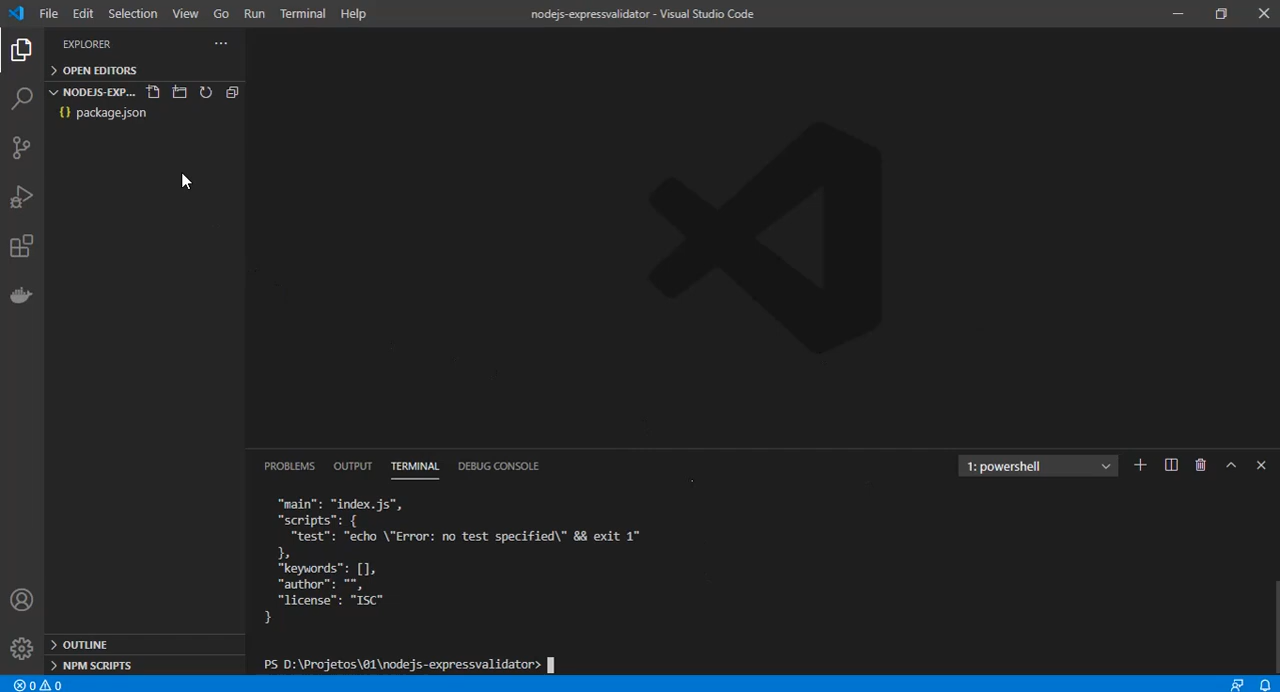 File Edit Selection View Go Run Terminal Help
nodejs-expressvalidator - Visual Studio Code
EXPLORER
OPEN EDITORS
NODEJS-EXP...
{} package.json
PROBLEMS OUTPUT TERMINAL DEBUG CONSOLE
1: powershell
"main": "index.js",
"scripts": {
"test": "echo \"Error: no test specified\" && exit 1"
},
"keywords": [],
"author": "",
"license": "ISC"
}
PS D:\Projetos\01\nodejs-expressvalidator>
OUTLINE
NPM SCRIPTS
0 0